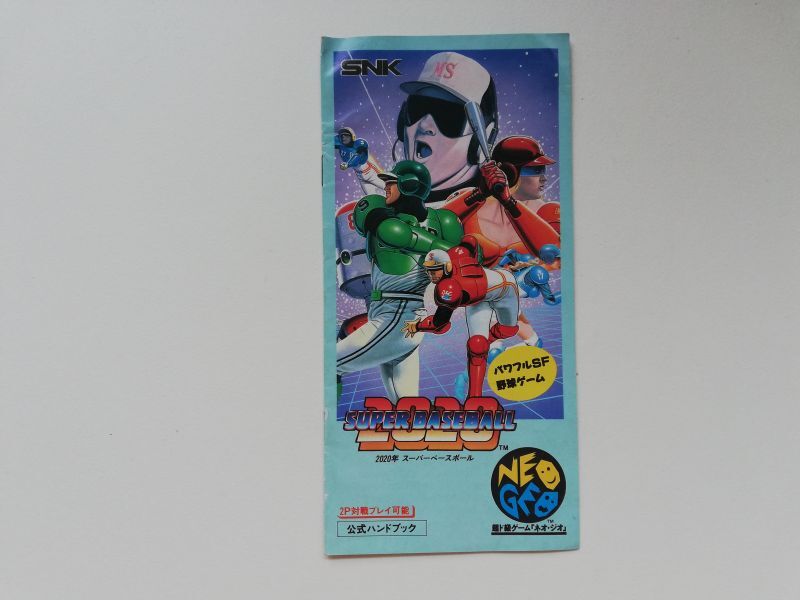 SNK
MS
パワフルSF
野球ゲーム
2020
SUPER BASEBALL
TM
2020年 スーパーベースボール
NEO
GEO
TM
超ド級ゲーム「ネオ・ジオ」
2P対戦プレイ可能
公式ハンドブック